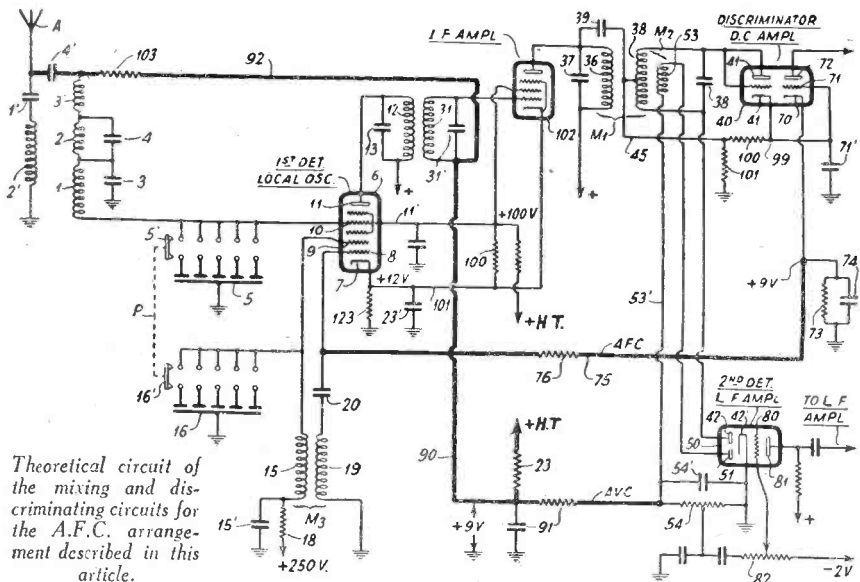 A
4'
103
92
I F AMPL
39
M2
53
DISCRIMINATOR
D.C AMPL
1'
3'
2
4
3
1
2'
13
12
31
31'
102
37
36
38
38
M1
45
41
72
71
40
41
70
100
99
101
71'
+
+
1ST DET.
LOCAL OSC.
6
11
11'
10
9
8
7
+12V
+100V
100
101
123
23'
+H.T.
5'
5
P
16'
16
53'
+9V
73
74
AFC
76
75
20
2ND DET.
L F AMPL
42
42
80
50
51
81
TO L F
AMPL
+H.T
23
15
19
90
15'
18
M3
+250V.
+9V
91
AVC
54'
54
+
82
-2V
Theoretical circuit of
the mixing and dis-
criminating circuits for
the A.F.C. arrange-
ment described in this
article.